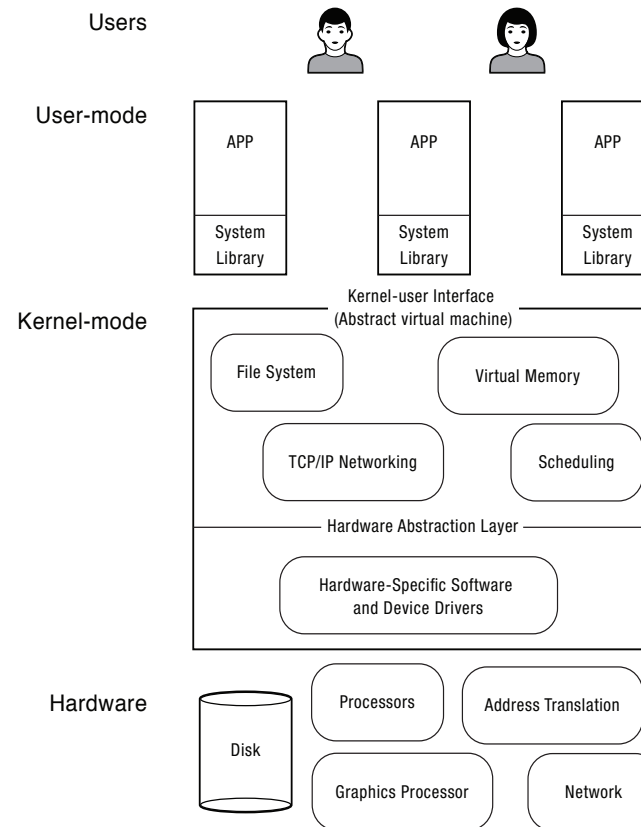 Users
User-mode
APP
APP
APP
System
Library
System
Library
System
Library
Kernel-user Interface
(Abstract virtual machine)
Kernel-mode
File System
Virtual Memory
TCP/IP Networking
Scheduling
Hardware Abstraction Layer
Hardware-Specific Software
and Device Drivers
Hardware
Processors
Address Translation
Disk
Graphics Processor
Network